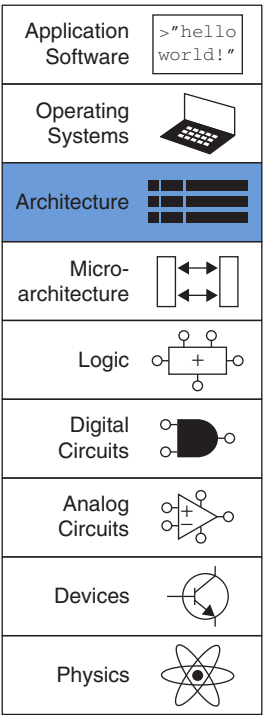 Application
Software
>"hello
world!"
Operating
Systems
Architecture
Micro-
architecture
Logic
+
Digital
Circuits
Analog
Circuits
+
−
Devices
Physics